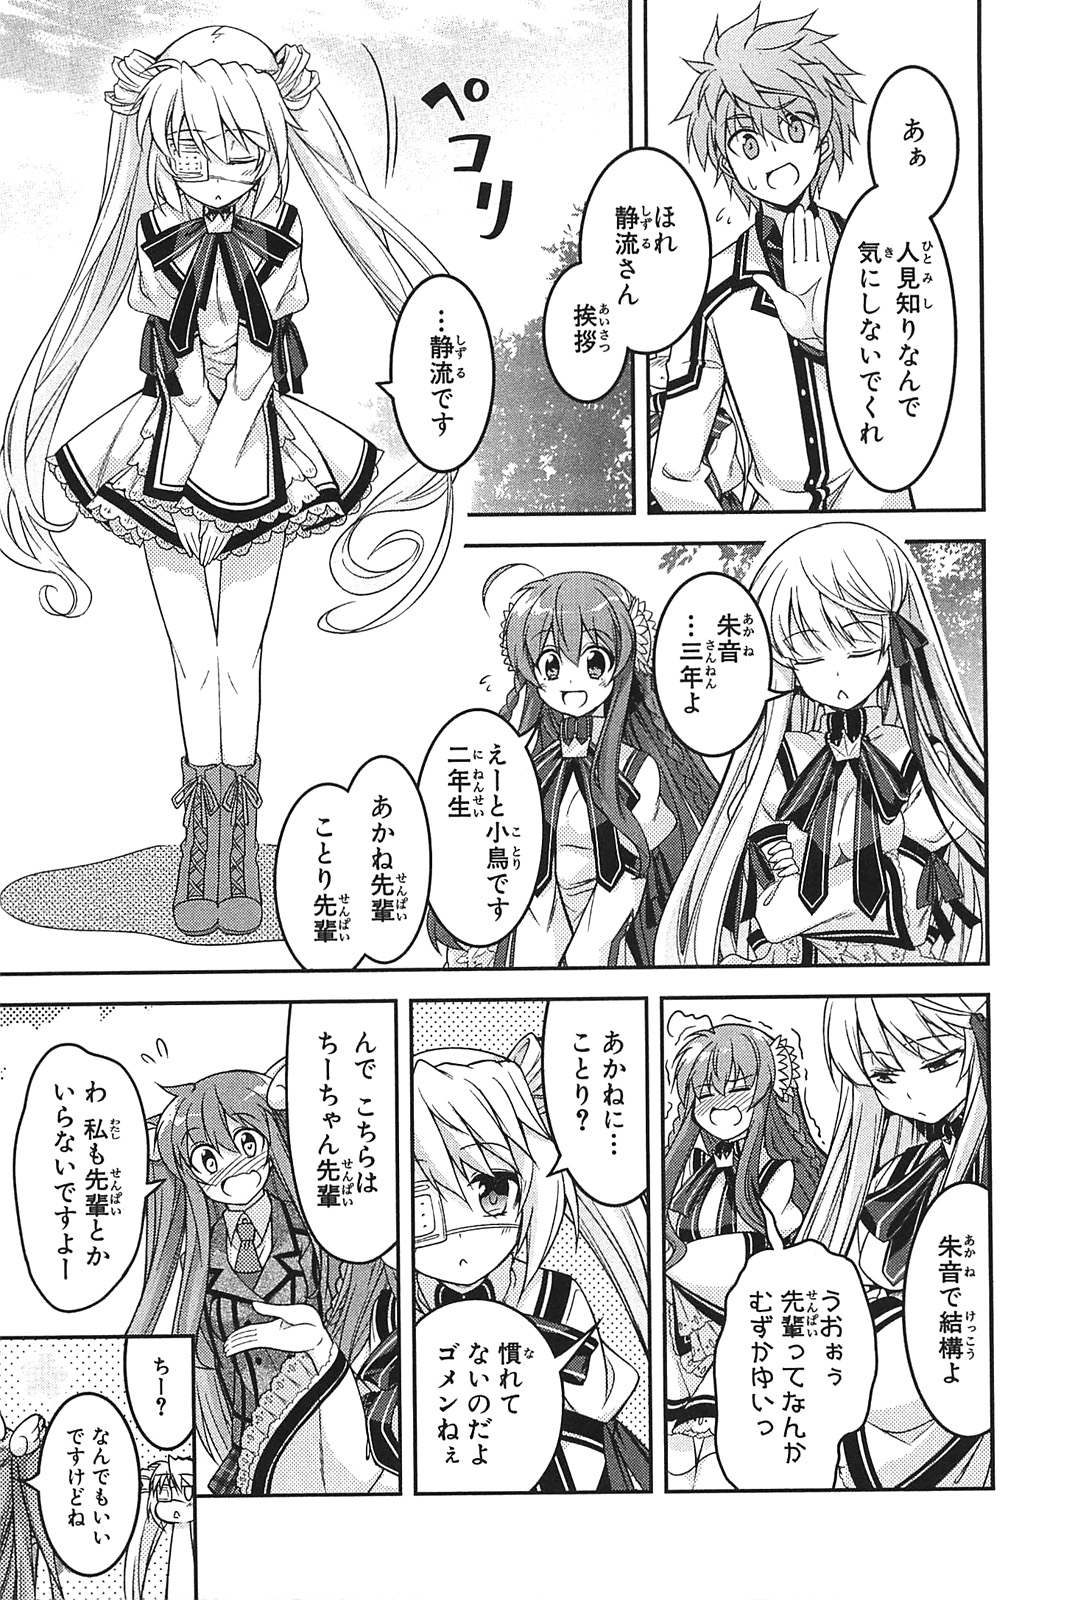 あぁ
人見知りなんで
気にしないでくれ
ほれ
静流さん
挨拶
ペコリ
…静流です
朱音
…三年よ
えーと小鳥です
二年生
あかね先輩
ことり先輩
朱音で結構よ
うおぉぅ
先輩ってなんか
むずかゆいっ
あかねに…
ことり?
慣れて
ないのだよ
ゴメンねぇ
んで こちらは
ちーちゃん先輩
わ 私も先輩とか
いらないですよー
ちー?
なんでもいい
ですけどね